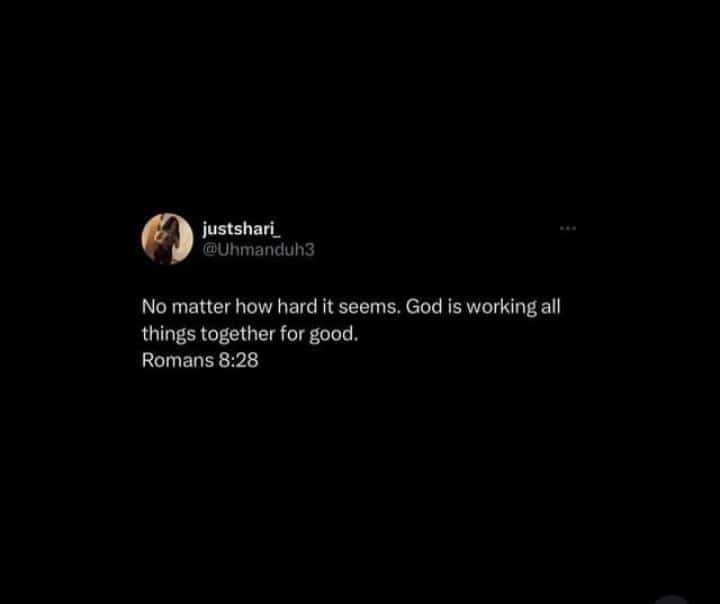 justshari_
@Uhmanduh3
No matter how hard it seems. God is working all
things together for good.
Romans 8:28